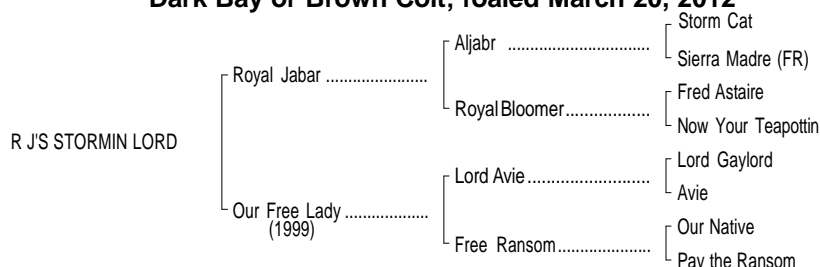 Dark Bay or Brown Colt; foaled March 20, 2012
Storm Cat
Aljabr ................................
Sierra Madre (FR)
Royal Jabar .......................
Fred Astaire
RoyalBloomer...................
Now Your Teapottin
R J'S STORMIN LORD
Lord Gaylord
Lord Avie...........................
Avie
Our Free Lady ...................
(1999)
Our Native
Free Ransom.....................
Pay the Ransom